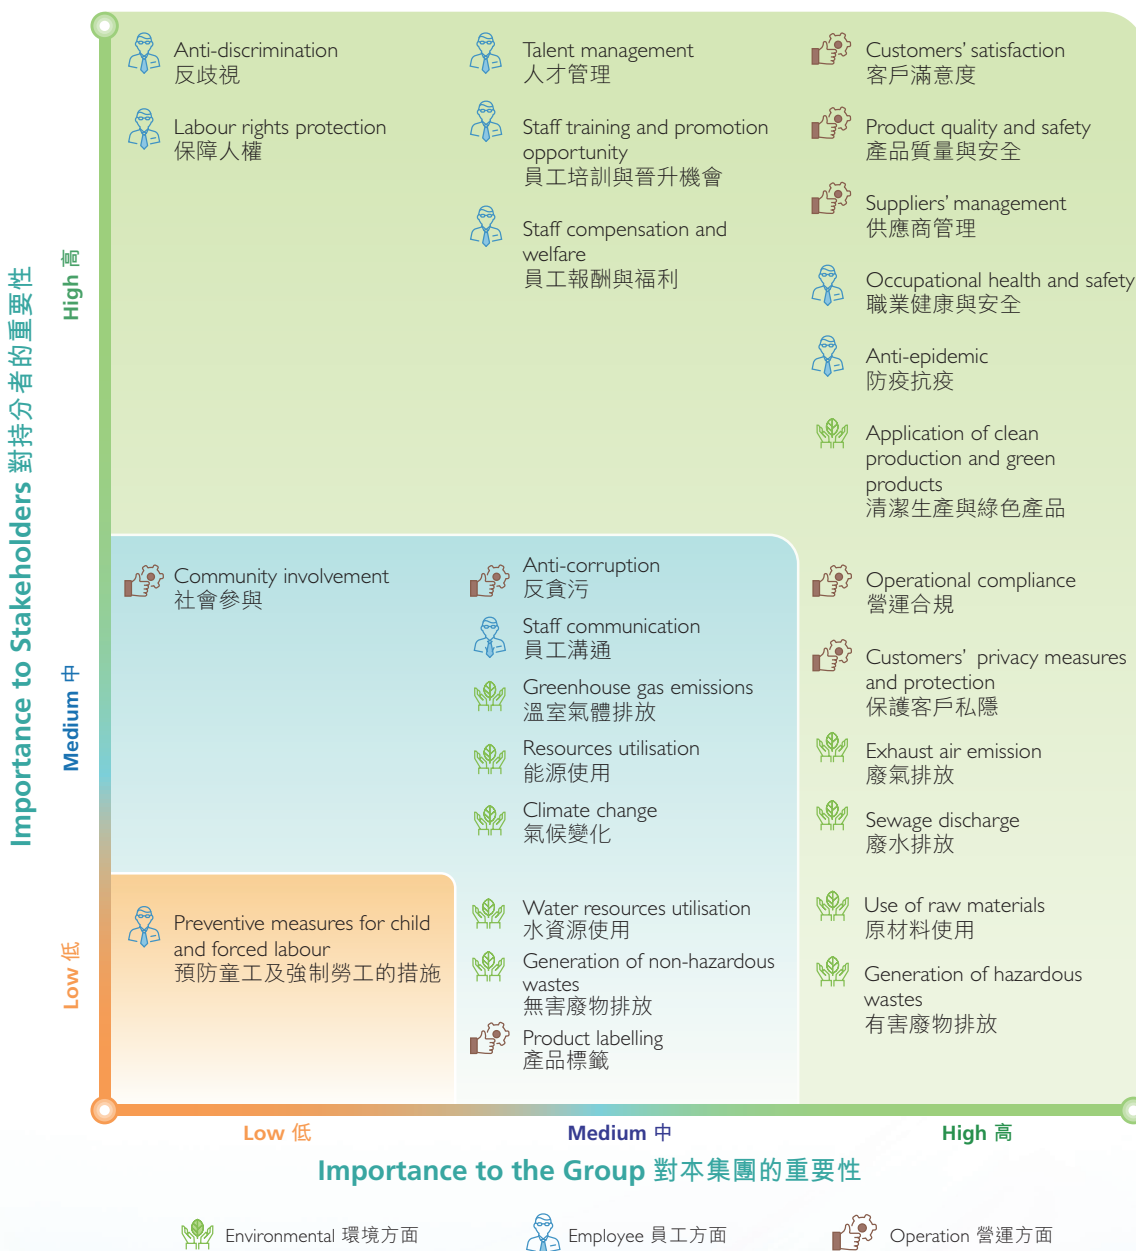 Anti-discrimination
反歧視
Labour rights protection
保障人權
Talent management
人才管理
Staff training and promotion
opportunity
員工培訓與晉升機會
Staff compensation and
welfare
員工報酬與福利
Customers' satisfaction
客戶滿意度
Product quality and safety
產品質量與安全
Suppliers' management
供應商管理
Occupational health and safety
職業健康與安全
Anti-epidemic
防疫抗疫
Application of clean
production and green
products
清潔生產與綠色產品
Community involvement
社會參與
Anti-corruption
反貪污
Staff communication
員工溝通
Greenhouse gas emissions
溫室氣體排放
Resources utilisation
能源使用
Climate change
氣候變化
Operational compliance
營運合規
Customers' privacy measures
and protection
保護客戶私隱
Exhaust air emission
廢氣排放
Sewage discharge
廢水排放
Preventive measures for child
and forced labour
預防童工及強制勞工的措施
Water resources utilisation
水資源使用
Generation of non-hazardous
wastes
無害廢物排放
Product labelling
產品標籤
Use of raw materials
原材料使用
Generation of hazardous
wastes
有害廢物排放
Importance to Stakeholders 對持分者的重要性
High 高
Medium 中
Low 低
Low 低
Medium 中
High 高
Importance to the Group 對本集團的重要性
Environmental 環境方面
Employee 員工方面
Operation 營運方面